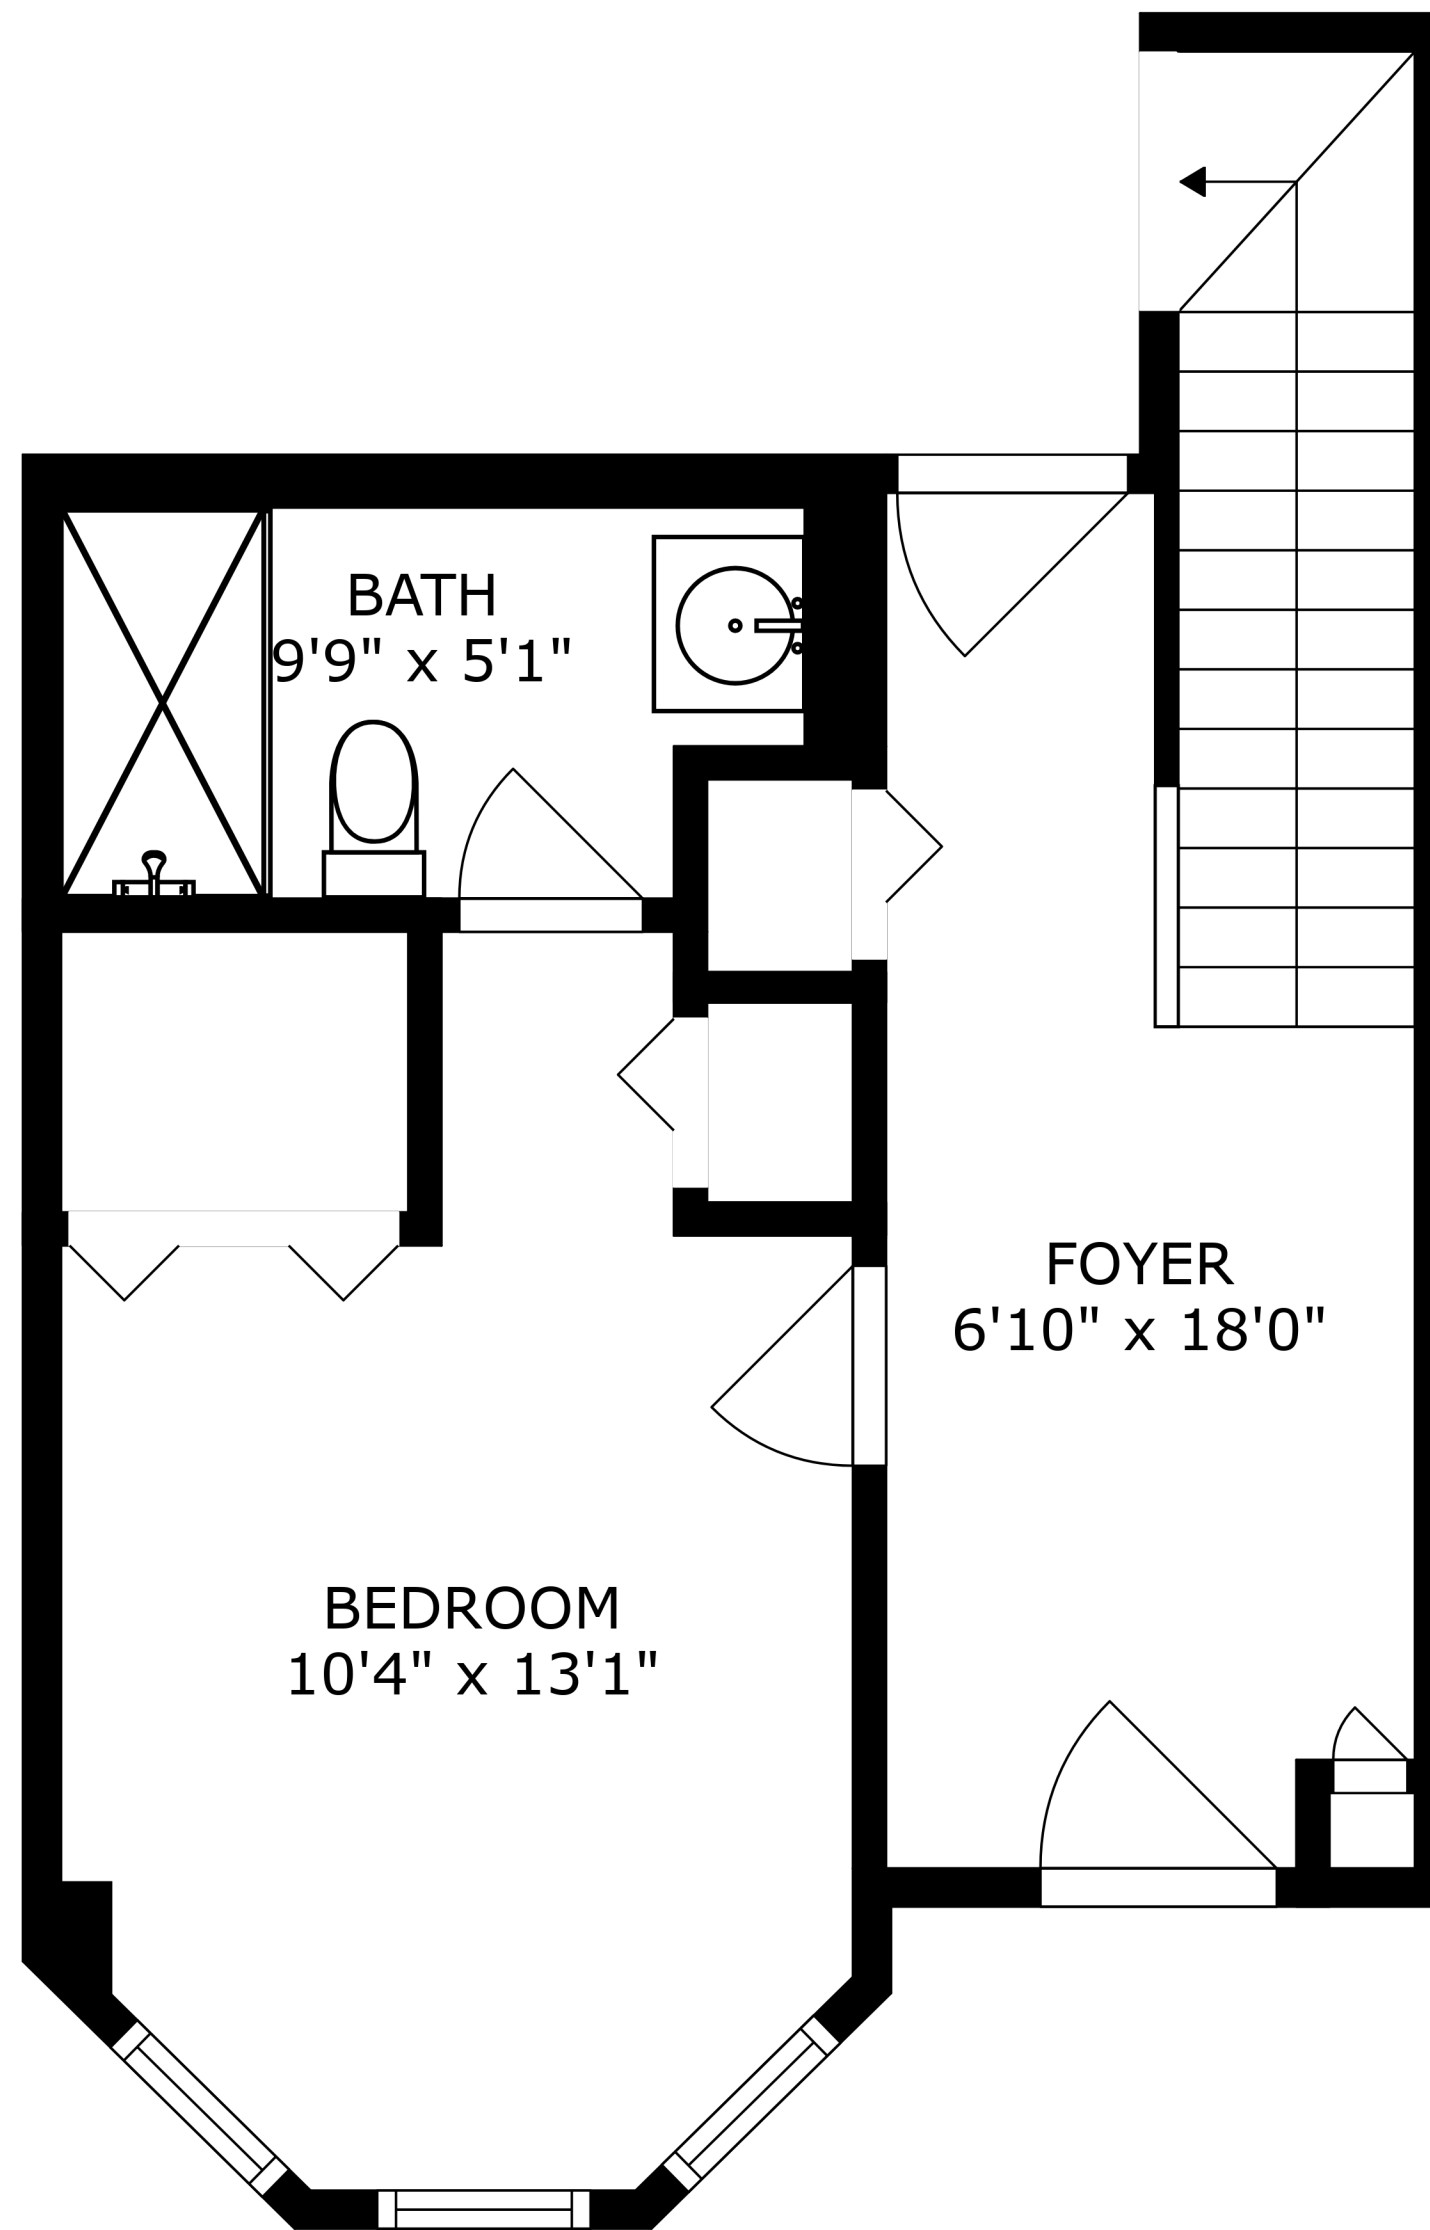 BATH
9'9" x 5'1"
FOYER
6'10" x 18'0"
BEDROOM
10'4" x 13'1"